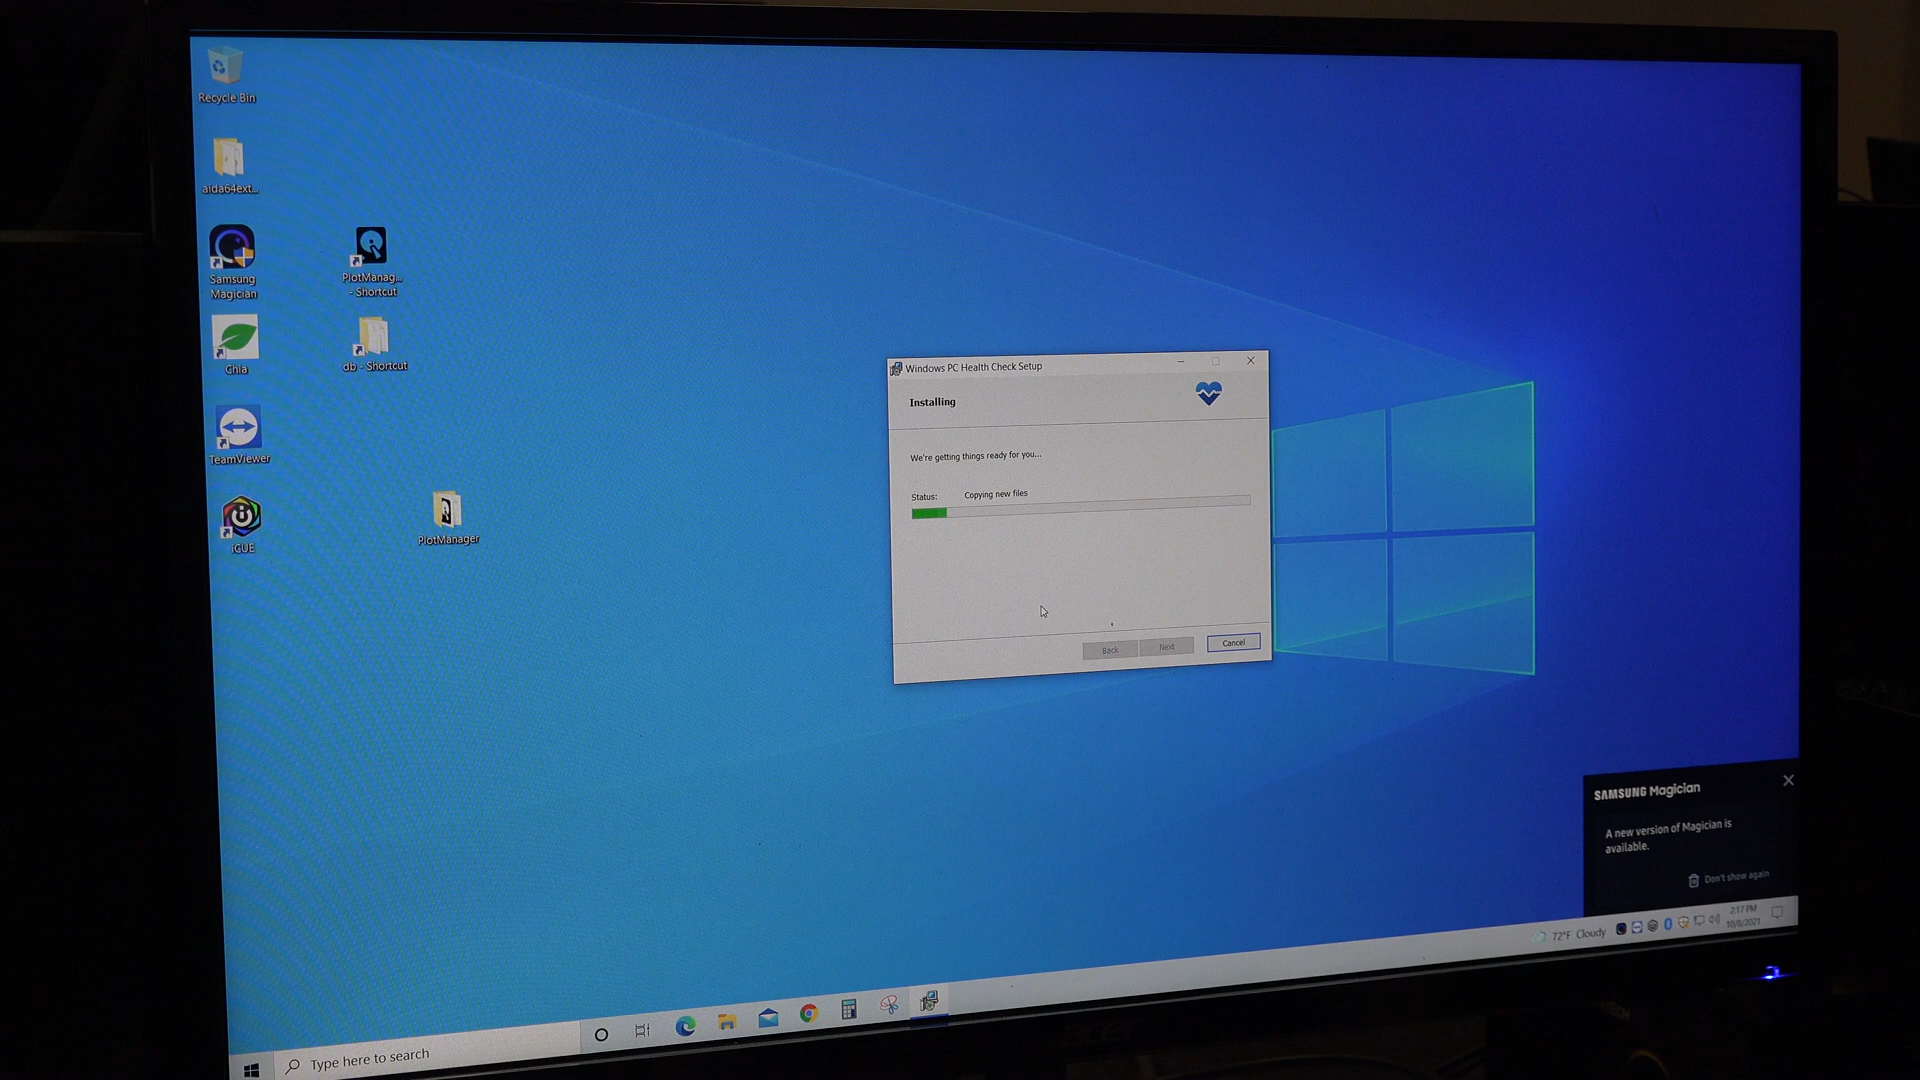 Recycle Bin
aida64ext...
Samsung
Magician
PlotManag...
- Shortcut
Chia
db - Shortcut
TeamViewer
iCUE
PlotManager
Windows PC Health Check Setup
Installing
We're getting things ready for you...
Status: Copying new files
Back Next Cancel
SAMSUNG Magician
A new version of Magician is
available.
Don't show again
72°F Cloudy
2:17 PM
10/8/2021
Type here to search